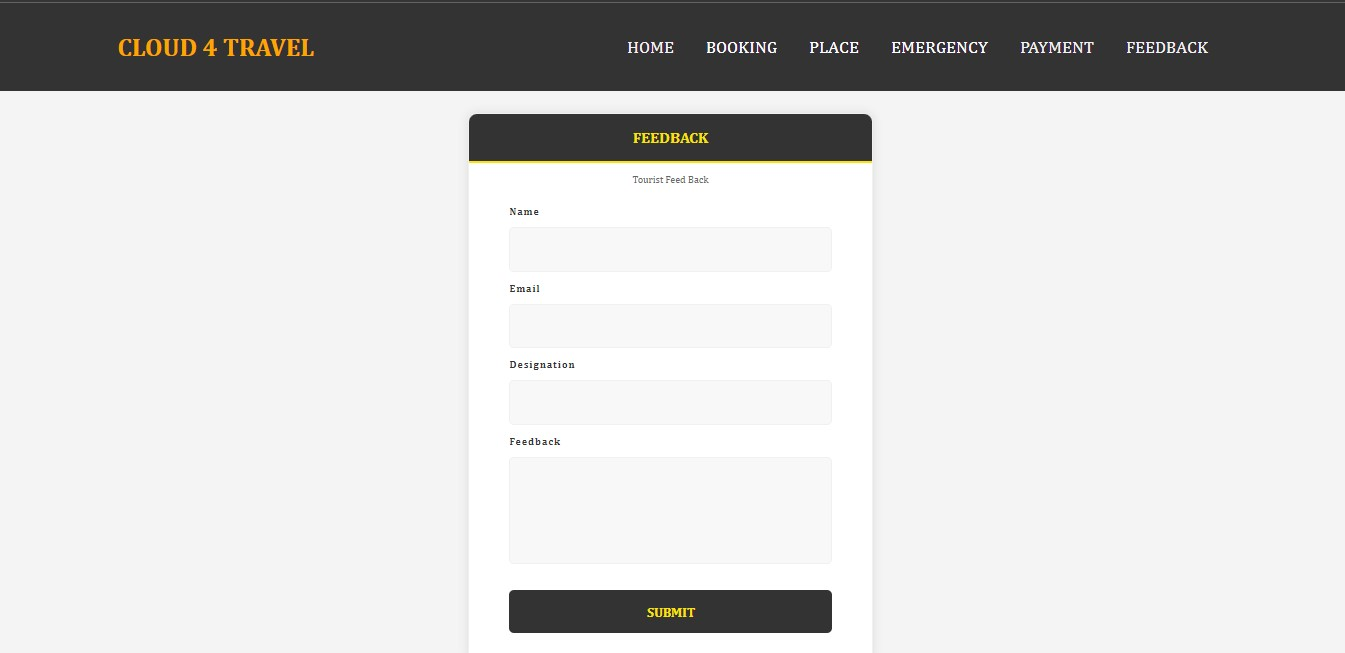 CLOUD 4 TRAVEL
HOME BOOKING PLACE EMERGENCY PAYMENT FEEDBACK
FEEDBACK
Tourist Feed Back
Name
Email
Designation
Feedback
SUBMIT